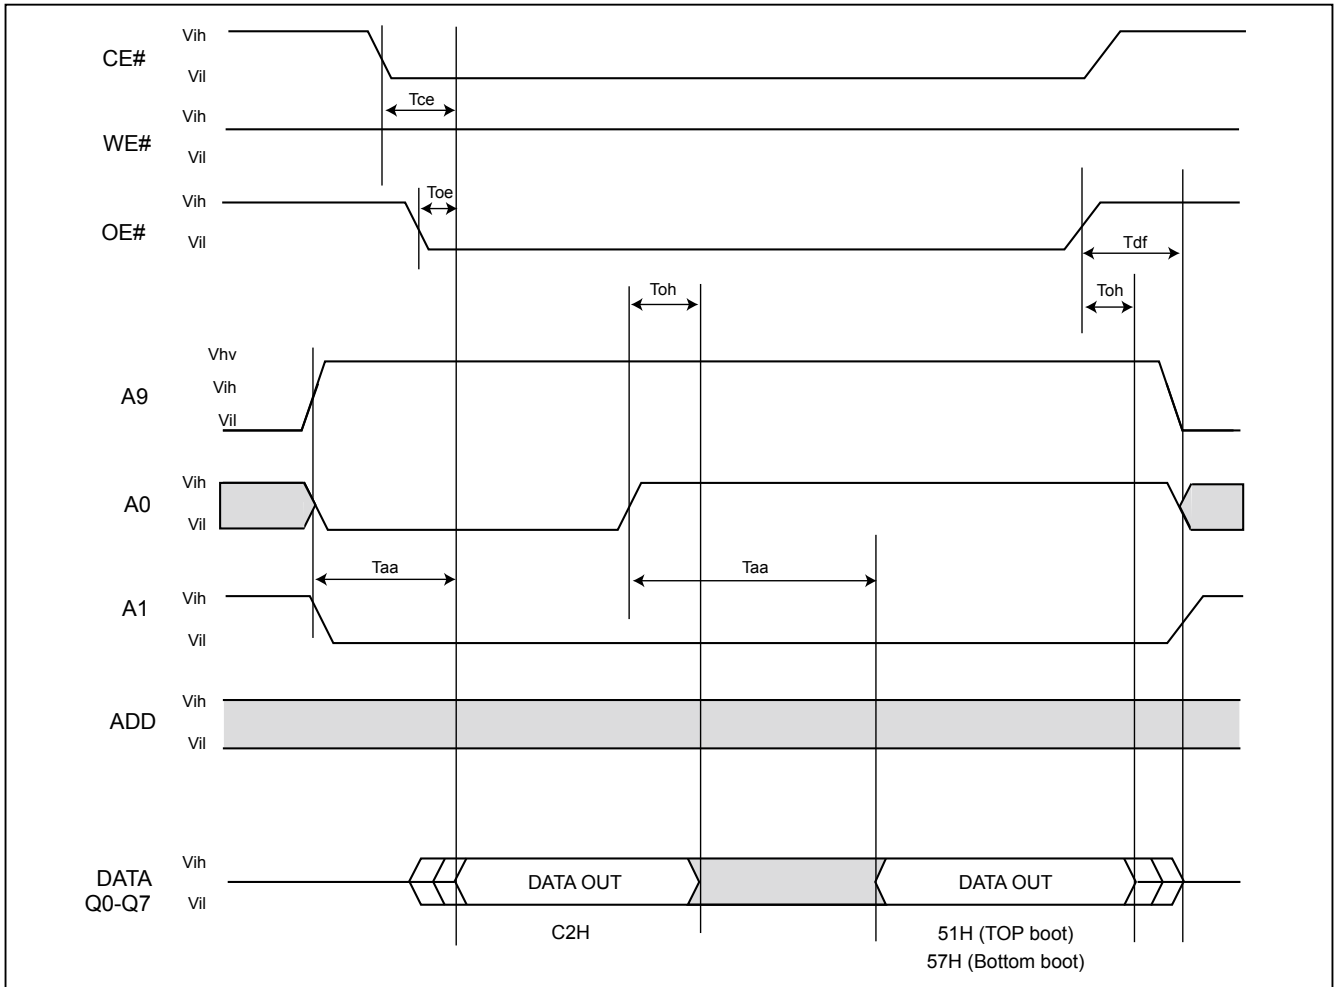 CE#
Vih
Vil
Tce
WE#
Vih
Vil
OE#
Vih
Vil
Toe
Tdf
Toh
Toh
A9
Vhv
Vih
Vil
A0
Vih
Vil
Taa
Taa
A1
Vih
Vil
ADD
Vih
Vil
DATA
Q0-Q7
Vih
Vil
DATA OUT
DATA OUT
C2H
51H (TOP boot)
57H (Bottom boot)